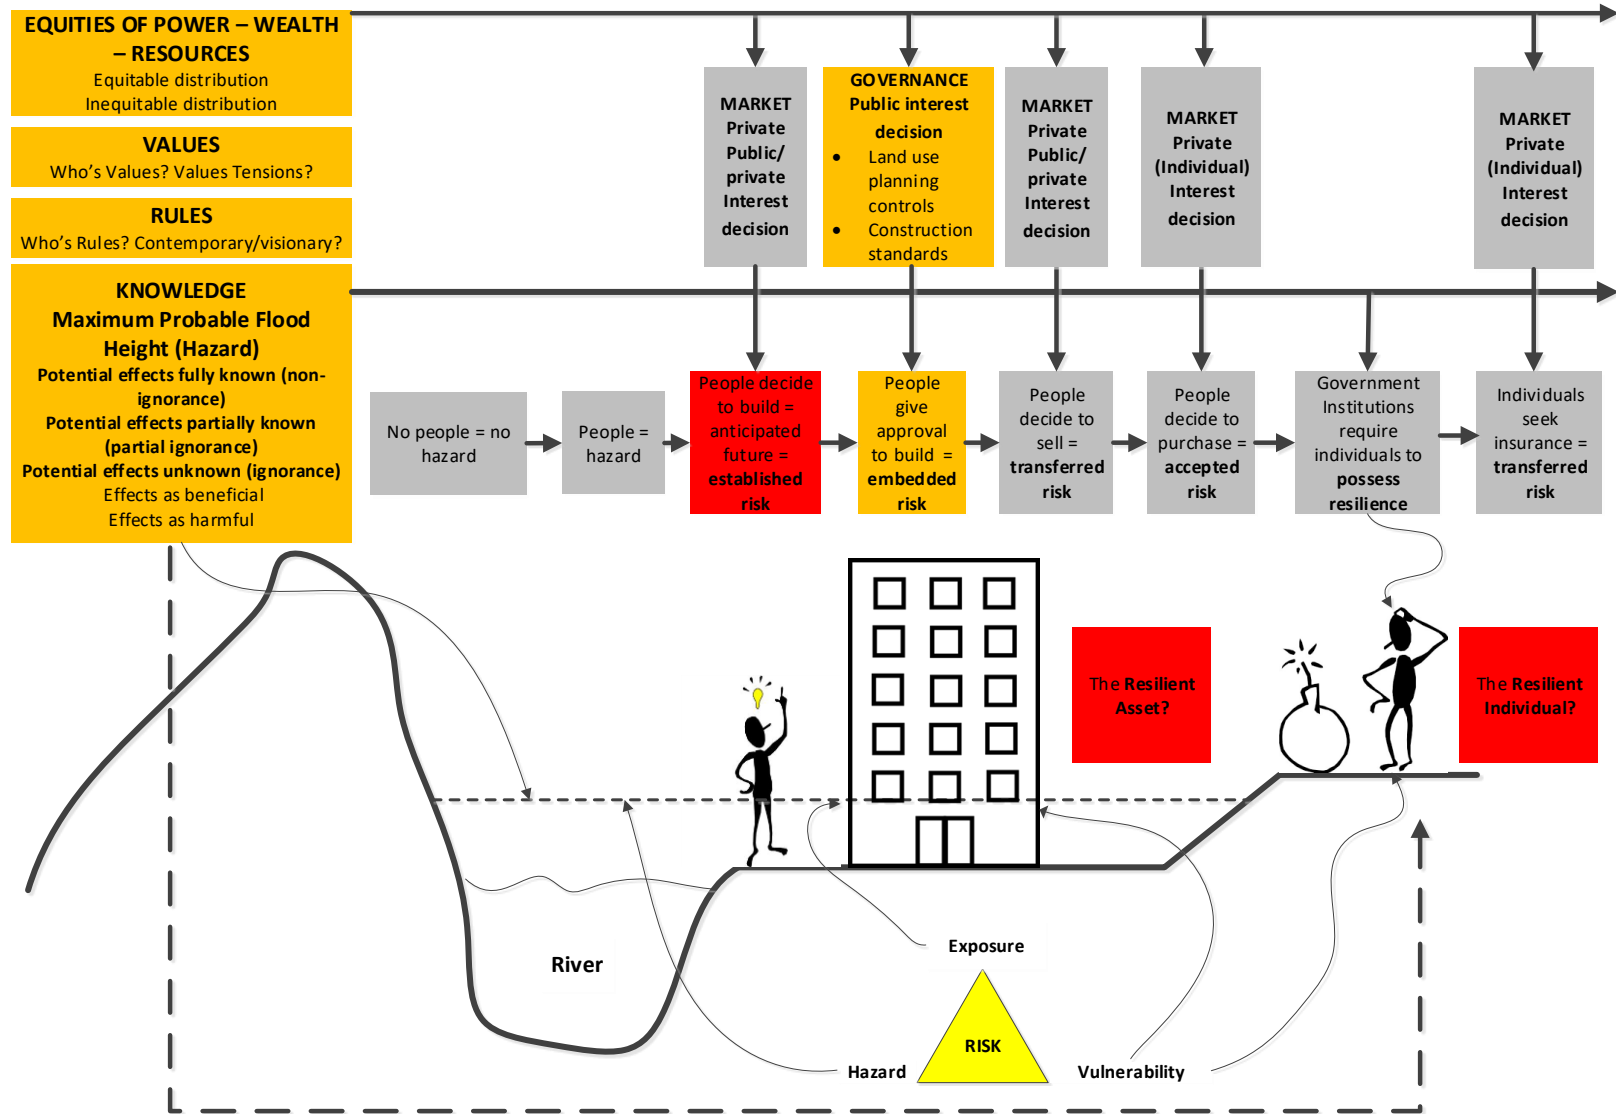 EQUITIES OF POWER – WEALTH
– RESOURCES
Equitable distribution
Inequitable distribution
VALUES
Who's Values? Values Tensions?
RULES
Who's Rules? Contemporary/visionary?
KNOWLEDGE
Maximum Probable Flood
Height (Hazard)
Potential effects fully known (non-
ignorance)
Potential effects partially known
(partial ignorance)
Potential effects unknown (ignorance)
Effects as beneficial
Effects as harmful
MARKET
Private
Public/
private
Interest
decision
GOVERNANCE
Public interest
decision
• Land use
planning
controls
• Construction
standards
MARKET
Private
Public/
private
Interest
decision
MARKET
Private
(Individual)
Interest
decision
MARKET
Private
(Individual)
Interest
decision
No people = no
hazard
People =
hazard
People decide
to build =
anticipated
future =
established
risk
People
give
approval
to build =
embedded
risk
People
decide to
sell =
transferred
risk
People
decide to
purchase =
accepted
risk
Government
Institutions
require
individuals to
possess
resilience
Individuals
seek
insurance =
transferred
risk
The Resilient
Asset?
The Resilient
Individual?
River
Exposure
RISK
Hazard
Vulnerability